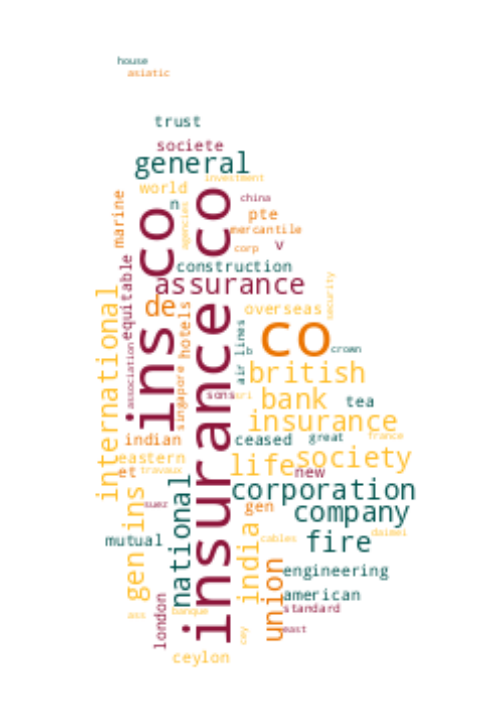 house
asiatic
trust
societe
general
investment
world
marine
n
china
agencies
pte
mercantile
ins co
insurance co
corp
v
construction
equitable
assurance
security
international
de
hotels
overseas
co
air lines
b
crown
association
singapore
british
sons
sri
bank
tea
insurance
indian
ceased
great
france
eastern
life
society
et
travaux
new
national
corporation
gen ins
suez
gen
company
mutual
india
fire
cables
daimei
union
engineering
american
ass
banque
standard
london
cey
east
ceylon